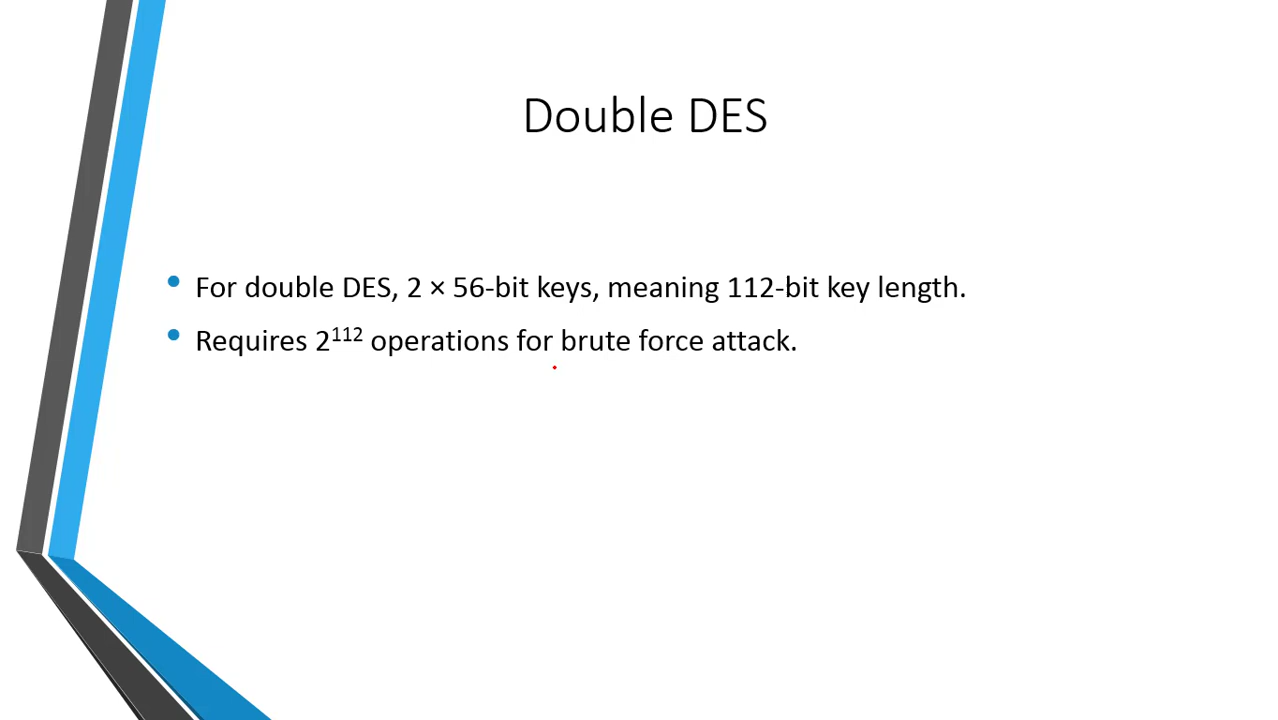 Double DES
• For double DES, 2 × 56-bit keys, meaning 112-bit key length.
• Requires 2¹¹² operations for brute force attack.